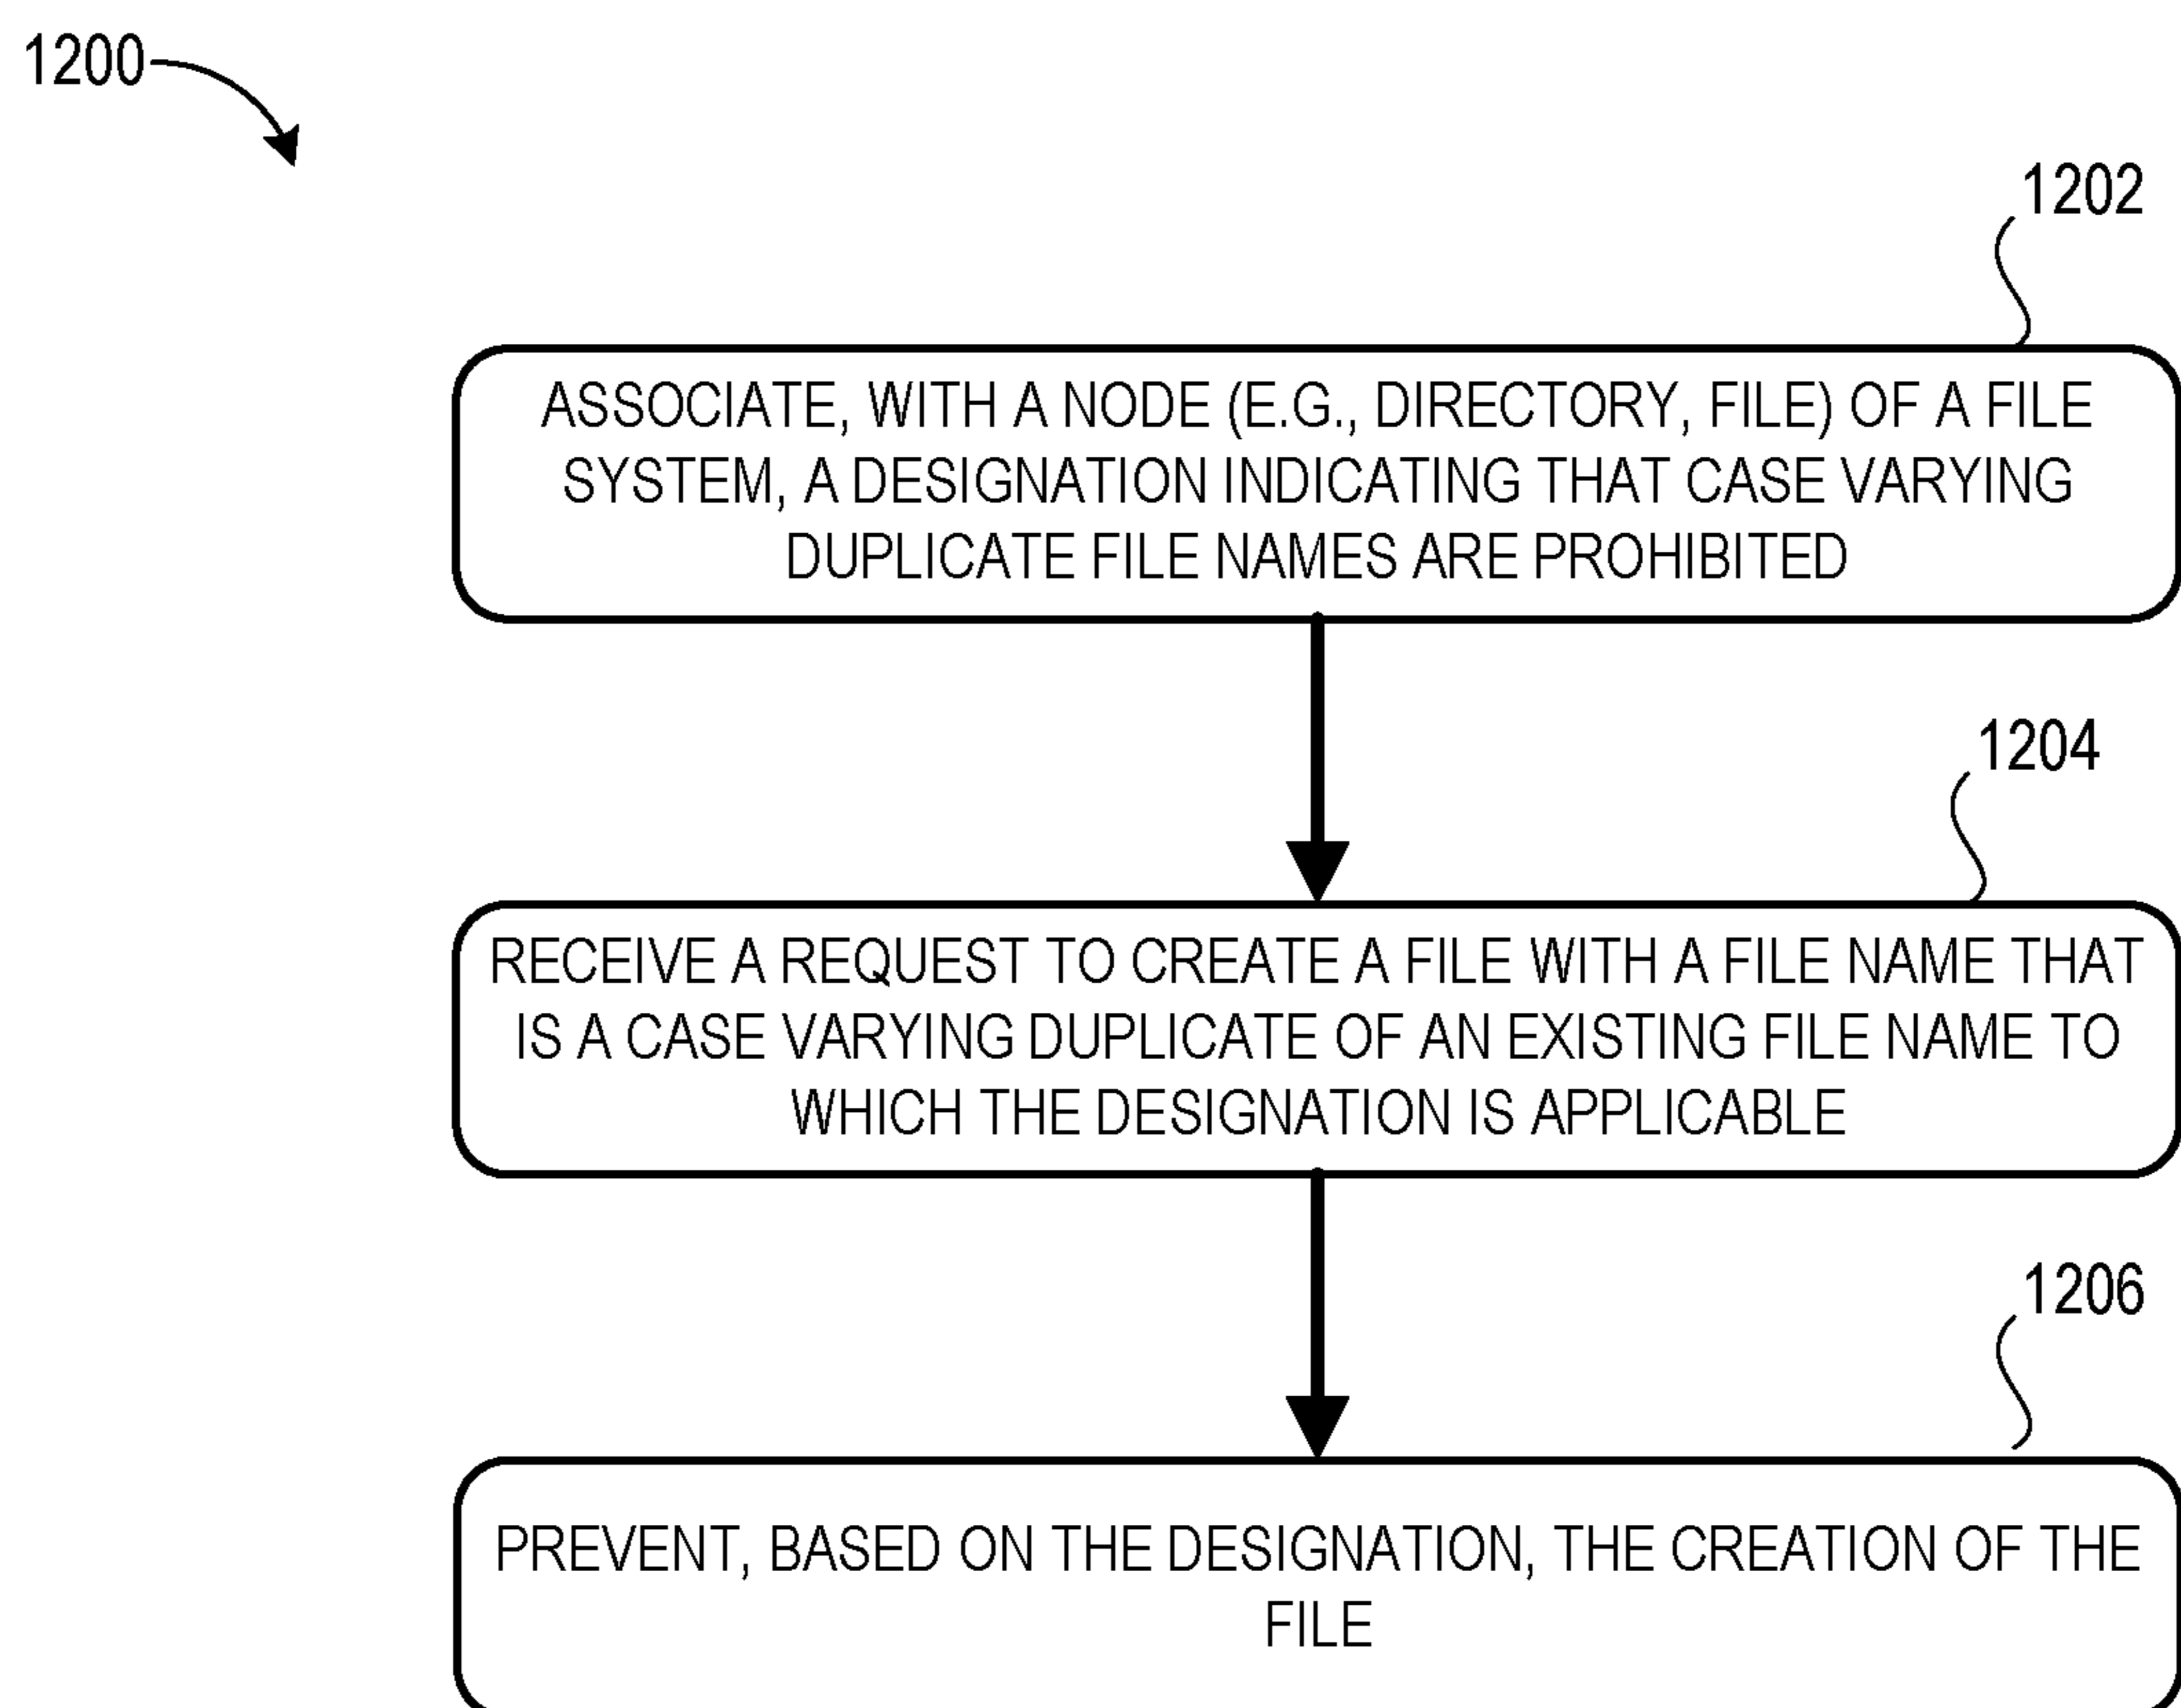 1200
1202
ASSOCIATE, WITH A NODE (E.G., DIRECTORY, FILE) OF A FILE
SYSTEM, A DESIGNATION INDICATING THAT CASE VARYING
DUPLICATE FILE NAMES ARE PROHIBITED
1204
RECEIVE A REQUEST TO CREATE A FILE WITH A FILE NAME THAT
IS A CASE VARYING DUPLICATE OF AN EXISTING FILE NAME TO
WHICH THE DESIGNATION IS APPLICABLE
1206
PREVENT, BASED ON THE DESIGNATION, THE CREATION OF THE
FILE